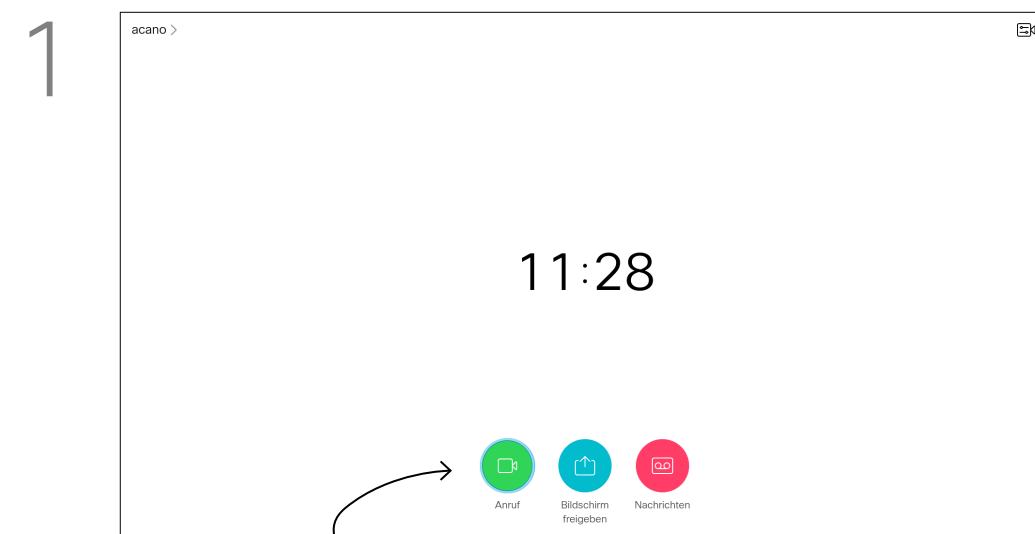 1
acano >
11:28
Anruf
Bildschirm
freigeben
Nachrichten